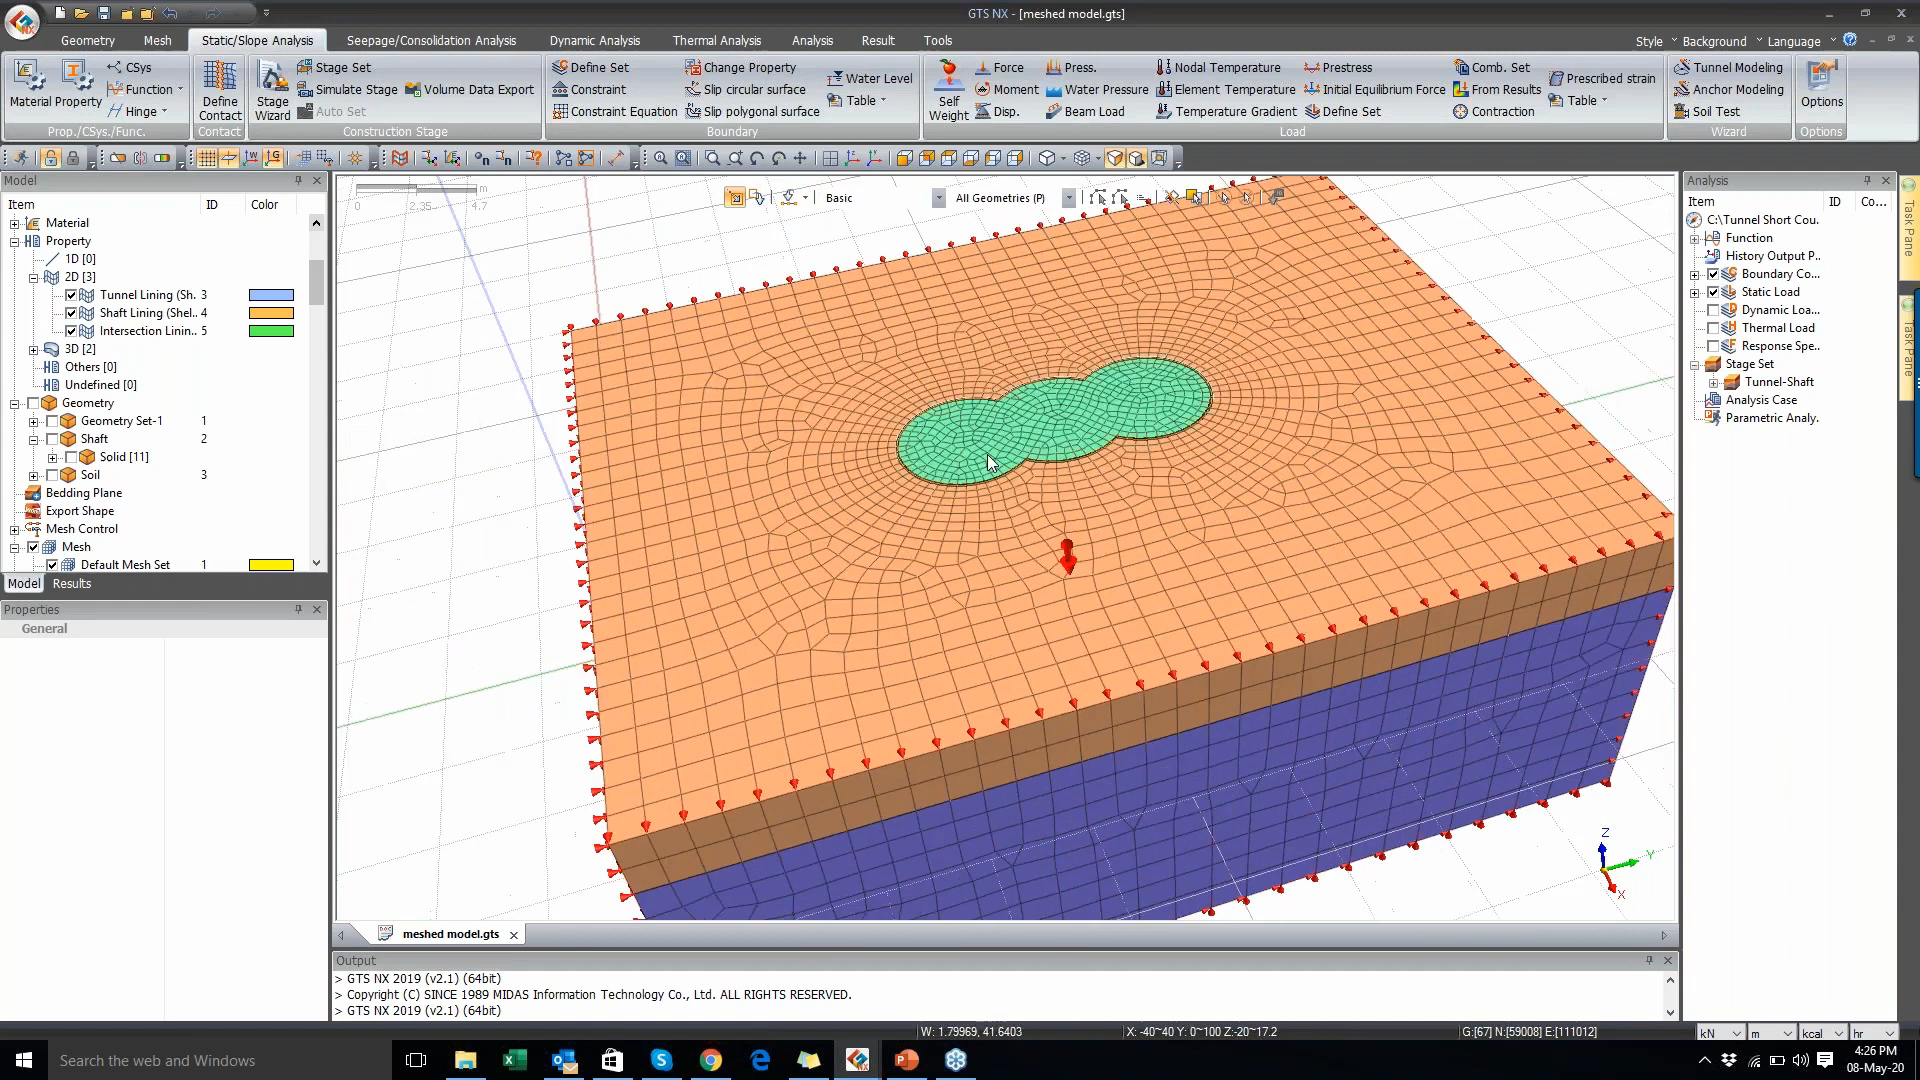 GTS NX - [meshed model.gts]
Geometry Mesh Static/Slope Analysis Seepage/Consolidation Analysis Dynamic Analysis Thermal Analysis Analysis Result Tools
Style Background Language
Material Property
CSys
Function
Hinge
Prop./CSys./Func.
Define Contact
Contact
Stage Wizard
Stage Set
Simulate Stage
Auto Set
Volume Data Export
Construction Stage
Define Set
Constraint
Constraint Equation
Change Property
Slip circular surface
Slip polygonal surface
Water Level
Table
Boundary
Self Weight
Force
Moment
Disp.
Press.
Water Pressure
Beam Load
Nodal Temperature
Element Temperature
Temperature Gradient
Prestress
Initial Equilibrium Force
Define Set
Comb. Set
From Results
Contraction
Prescribed strain
Table
Load
Tunnel Modeling
Anchor Modeling
Soil Test
Wizard
Options
Options
Model
Item ID Color
Material
Property
1D [0]
2D [3]
Tunnel Lining (Sh. 3
Shaft Lining (Shel.. 4
Intersection Linin.. 5
3D [2]
Others [0]
Undefined [0]
Geometry
Geometry Set-1 1
Shaft 2
Solid [11]
Soil 3
Bedding Plane
Export Shape
Mesh Control
Mesh
Default Mesh Set 1
Model Results
Properties
General
0 2.35 4.7 m
Basic All Geometries (P)
Z
Y
X
meshed model.gts
Output
> GTS NX 2019 (v2.1) (64bit)
> Copyright (C) SINCE 1989 MIDAS Information Technology Co., Ltd. ALL RIGHTS RESERVED.
> GTS NX 2019 (v2.1) (64bit)
Analysis
Item ID Co...
C:\Tunnel Short Cou.
Function
History Output P..
Boundary Co...
Static Load
Dynamic Loa...
Thermal Load
Response Spe..
Stage Set
Tunnel-Shaft
Analysis Case
Parametric Analy.
Task Pane
Task Pane
W: 1.79969, 41.6403 X: -40~40 Y: 0~100 Z:-20~17.2 G:[67] N:[59008] E:[111012] kN m kcal hr
Search the web and Windows
4:26 PM
08-May-20